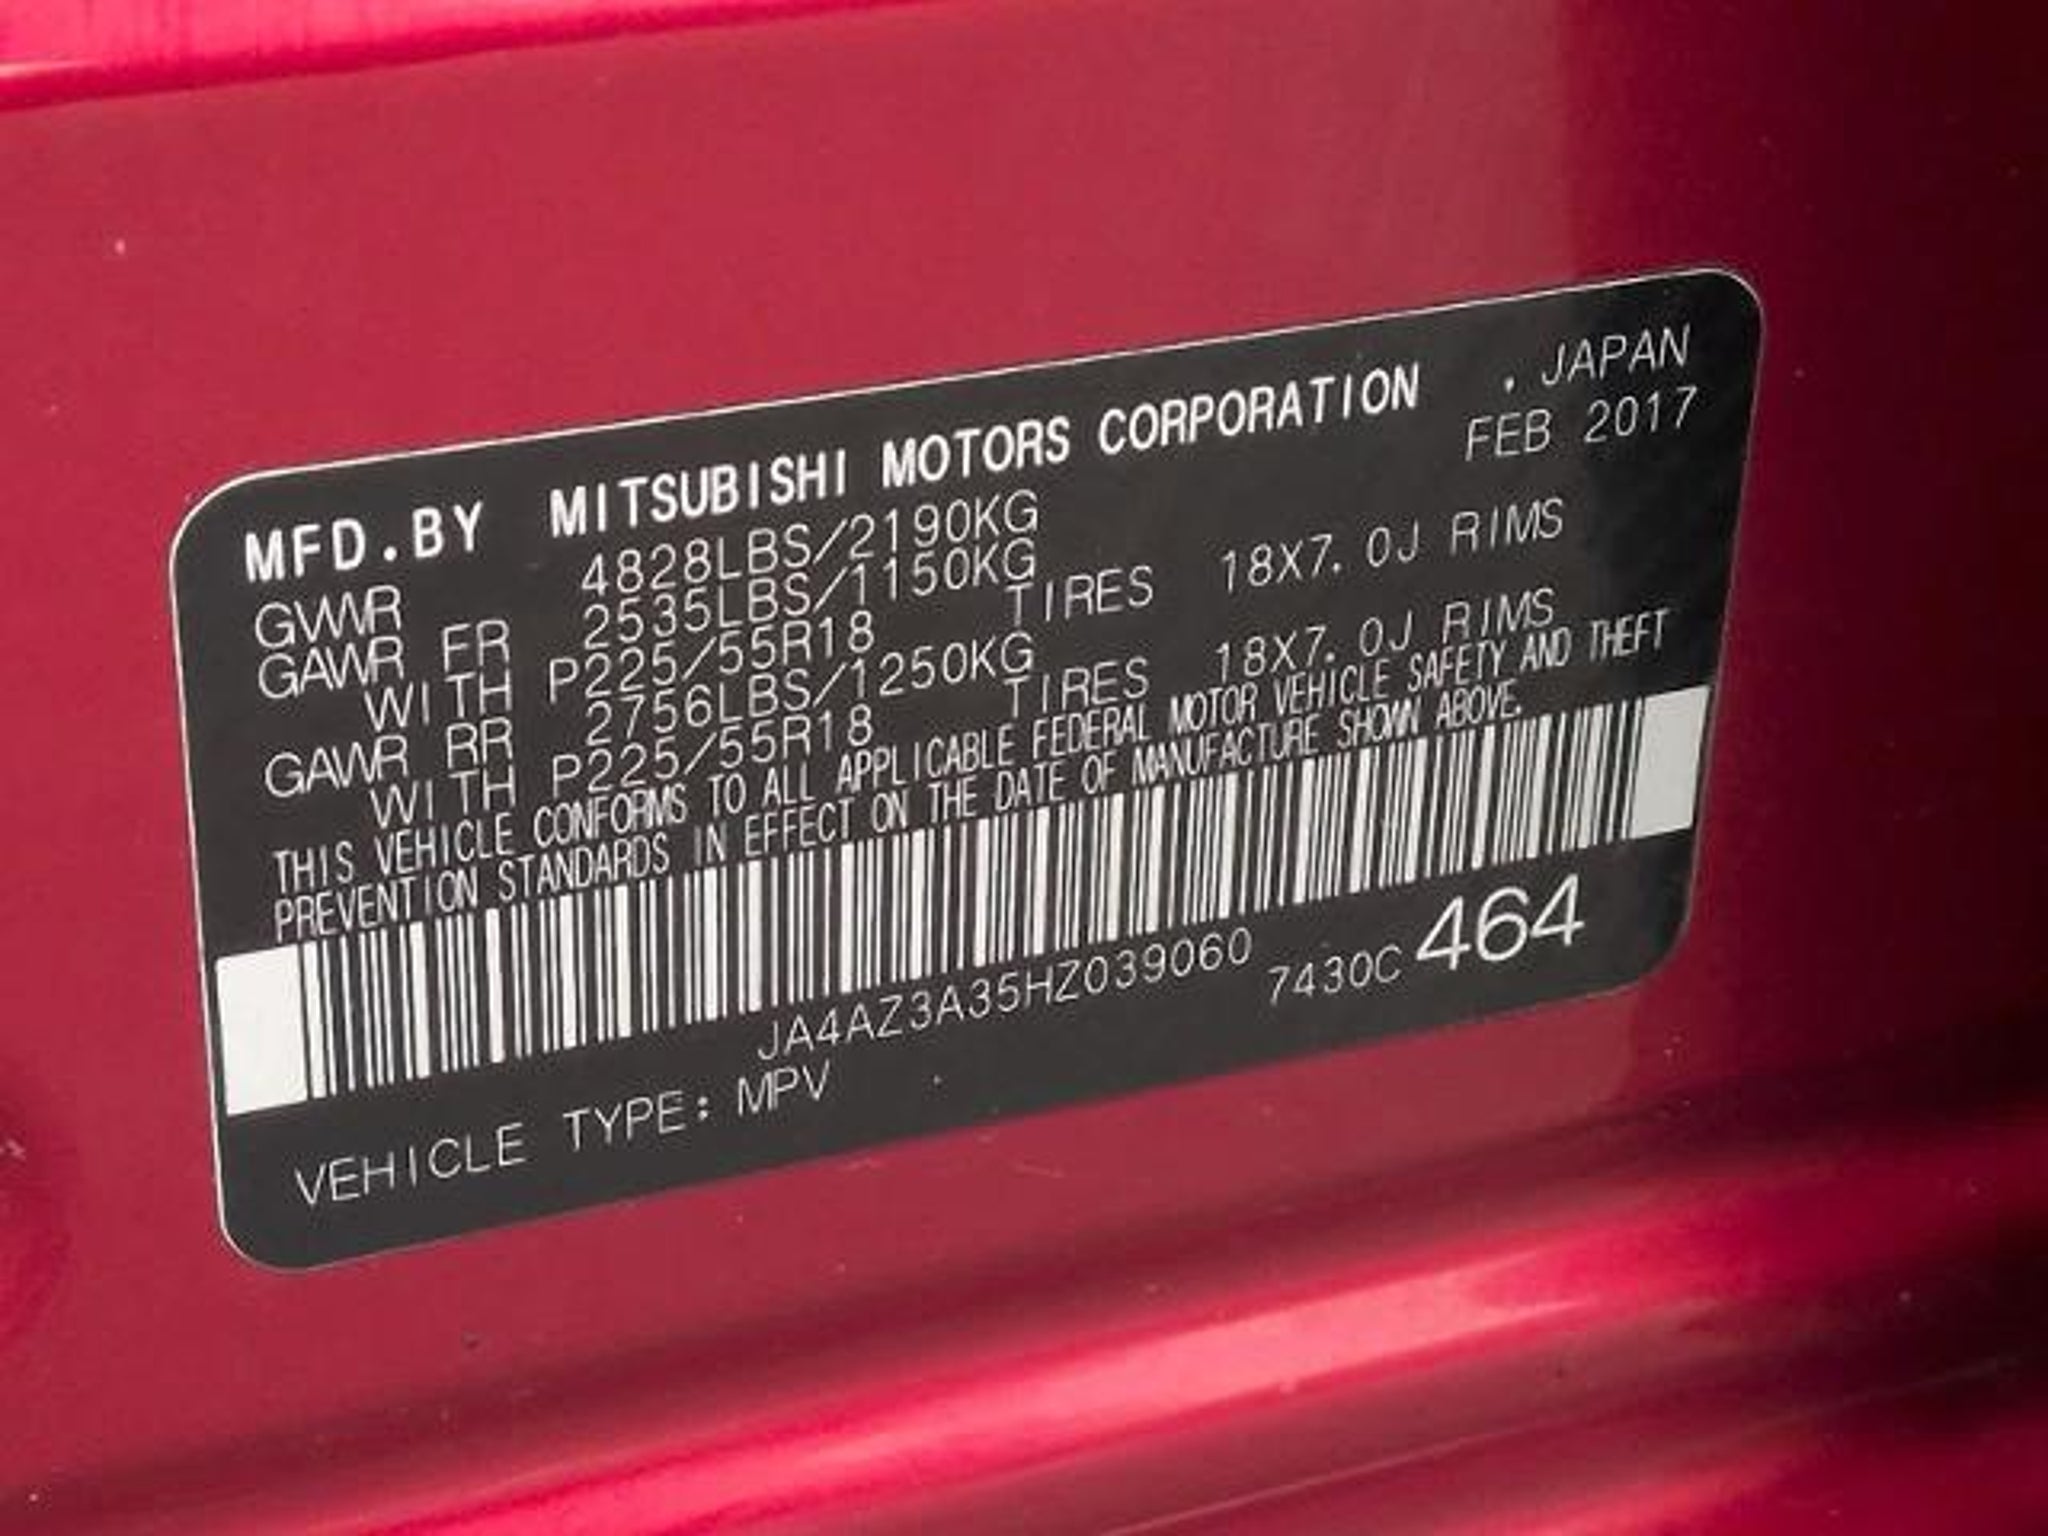 MFD.BY MITSUBISHI MOTORS CORPORATION . JAPAN
FEB 2017
GVWR 4828LBS/2190KG
GAWR FR 2535LBS/1150KG
WITH P225/55R18 TIRES 18X7.0J RIMS
GAWR RR 2756LBS/1250KG
WITH P225/55R18 TIRES 18X7.0J RIMS
THIS VEHICLE CONFORMS TO ALL APPLICABLE FEDERAL MOTOR VEHICLE SAFETY AND THEFT
PREVENTION STANDARDS IN EFFECT ON THE DATE OF MANUFACTURE SHOWN ABOVE.
JA4AZ3A35HZ039060 7430C 464
VEHICLE TYPE: MPV